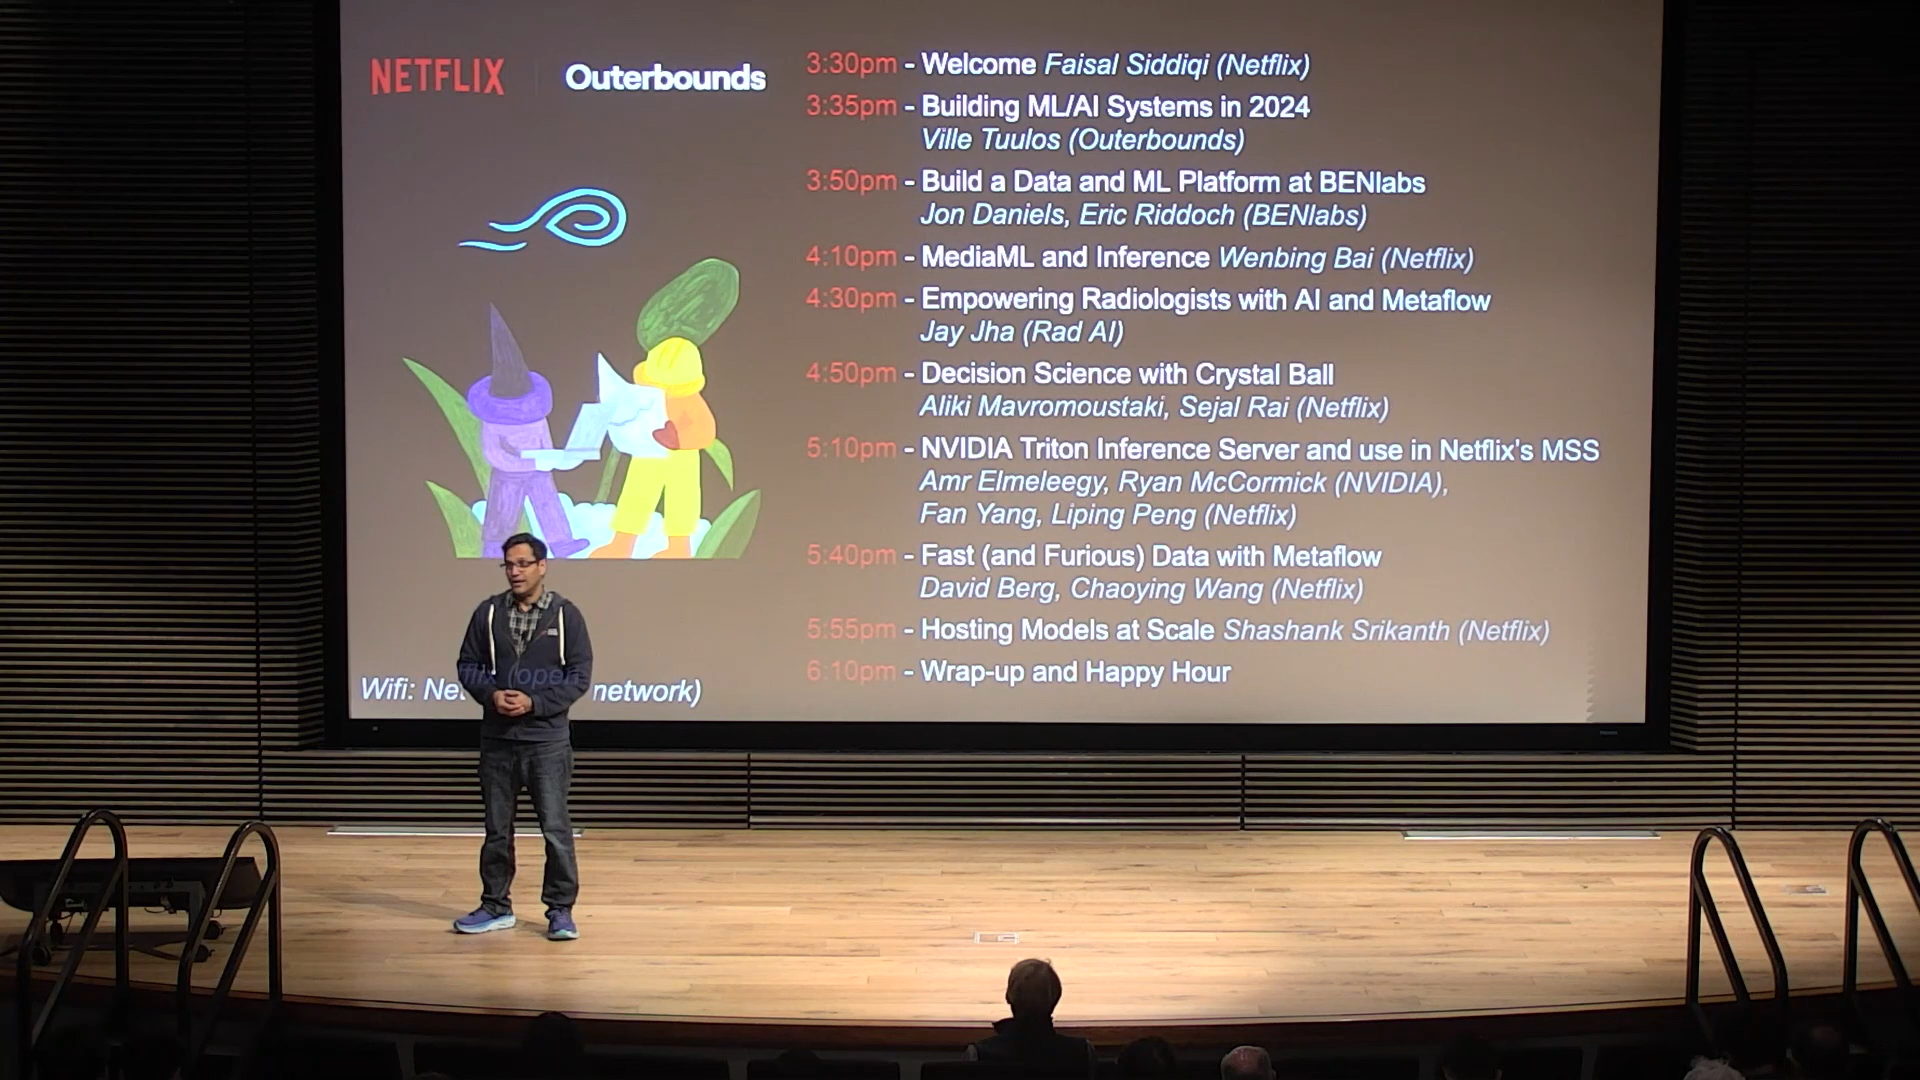 NETFLIX
Outerbounds
3:30pm - Welcome Faisal Siddiqi (Netflix)
3:35pm - Building ML/AI Systems in 2024
Ville Tuulos (Outerbounds)
3:50pm - Build a Data and ML Platform at BENlabs
Jon Daniels, Eric Riddoch (BENlabs)
4:10pm - MediaML and Inference Wenbing Bai (Netflix)
4:30pm - Empowering Radiologists with AI and Metaflow
Jay Jha (Rad AI)
4:50pm - Decision Science with Crystal Ball
Aliki Mavromoustaki, Sejal Rai (Netflix)
5:10pm - NVIDIA Triton Inference Server and use in Netflix's MSS
Amr Elmeleegy, Ryan McCormick (NVIDIA),
Fan Yang, Liping Peng (Netflix)
5:40pm - Fast (and Furious) Data with Metaflow
David Berg, Chaoying Wang (Netflix)
5:55pm - Hosting Models at Scale Shashank Srikanth (Netflix)
6:10pm - Wrap-up and Happy Hour
Wifi: Netflix (open network)